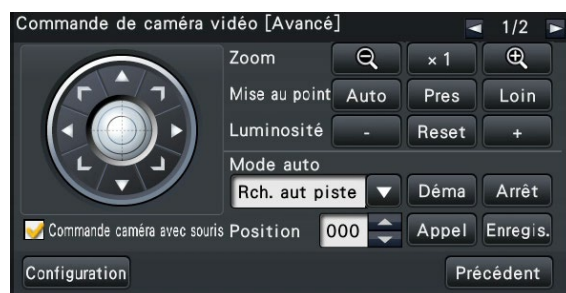 Commande de caméra vidéo [Avancé] 1/2
Zoom ×1
Mise au point Auto Pres Loin
Luminosité - Reset +
Mode auto
Rch. aut piste Déma Arrêt
Commande caméra avec souris Position 000 Appel Enregis.
Configuration Précédent